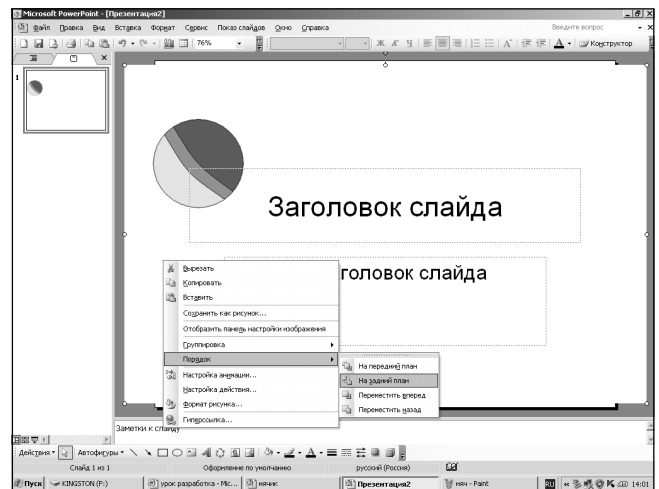 Microsoft PowerPoint - [Презентация2]
Файл Правка Вид Вставка Формат Сервис Показ слайдов Окно Справка Введите вопрос
76% Ж К Ч Конструктор
1
Заголовок слайда
головок слайда
Вырезать
Копировать
Вставить
Сохранить как рисунок...
Отобразить панель настройки изображения
Группировка
Порядок
Настройка анимации...
Настройка действия...
Формат рисунка...
Гиперссылка...
На передний план
На задний план
Переместить вперед
Переместить назад
Заметки к слайду
Действия Автофигуры
Слайд 1 из 1 Оформление по умолчанию русский (Россия)
Пуск KINGSTON (F:) урок разработка - Mic... мячик Презентация2 мяч - Paint RU 14:01